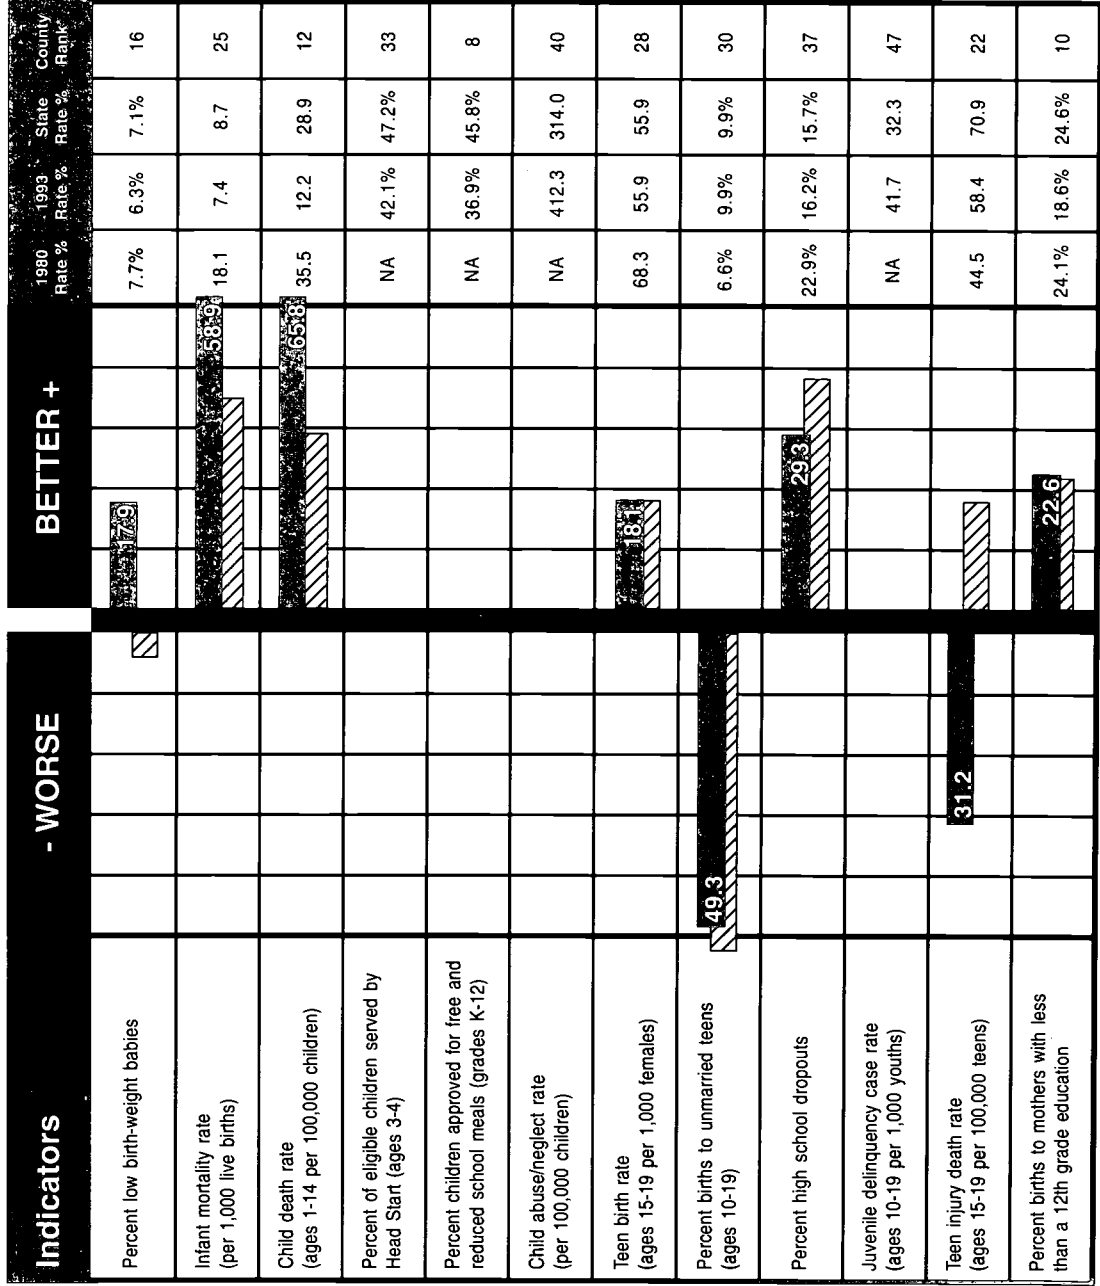 Indicators - WORSE BETTER + 1980 Rate % 1993 Rate % State Rate % County Rank
Percent low birth-weight babies 17.9 7.7% 6.3% 7.1% 16
Infant mortality rate
(per 1,000 live births) 58.9 18.1 7.4 8.7 25
Child death rate
(ages 1-14 per 100,000 children) 65.8 35.5 12.2 28.9 12
Percent of eligible children served by
Head Start (ages 3-4) NA 42.1% 47.2% 33
Percent children approved for free and
reduced school meals (grades K-12) NA 36.9% 45.8% 8
Child abuse/neglect rate
(per 100,000 children) NA 412.3 314.0 40
Teen birth rate
(ages 15-19 per 1,000 females) 18.1 68.3 55.9 55.9 28
Percent births to unmarried teens
(ages 10-19) 49.3 6.6% 9.9% 9.9% 30
Percent high school dropouts 29.3 22.9% 16.2% 15.7% 37
Juvenile delinquency case rate
(ages 10-19 per 1,000 youths) NA 41.7 32.3 47
Teen injury death rate
(ages 15-19 per 100,000 teens) 31.2 44.5 58.4 70.9 22
Percent births to mothers with less
than a 12th grade education 22.6 24.1% 18.6% 24.6% 10